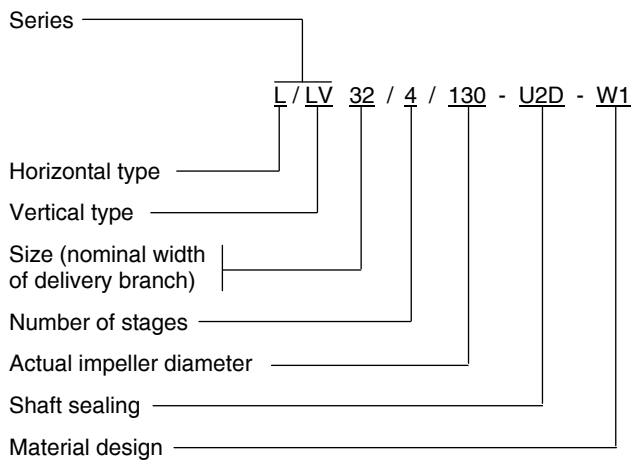 Series
L / LV 32 / 4 / 130 - U2D - W1
Horizontal type
Vertical type
Size (nominal width
of delivery branch)
Number of stages
Actual impeller diameter
Shaft sealing
Material design